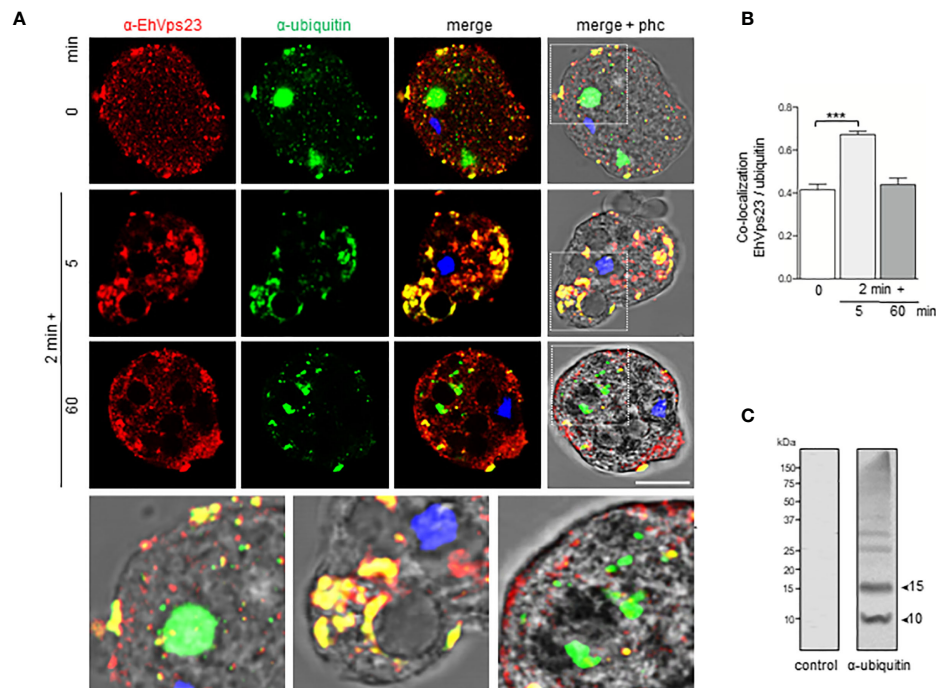 A
α-EhVps23 α-ubiquitin merge merge + phc
min
0
2 min +
5
60
B
Co-localization
EhVps23 / ubiquitin
0.8
0.6
0.4
0.2
0.0
***
0 2 min +
5 60 min
C
kDa
150
75
50
37
25
20
15
10
15
10
control α-ubiquitin